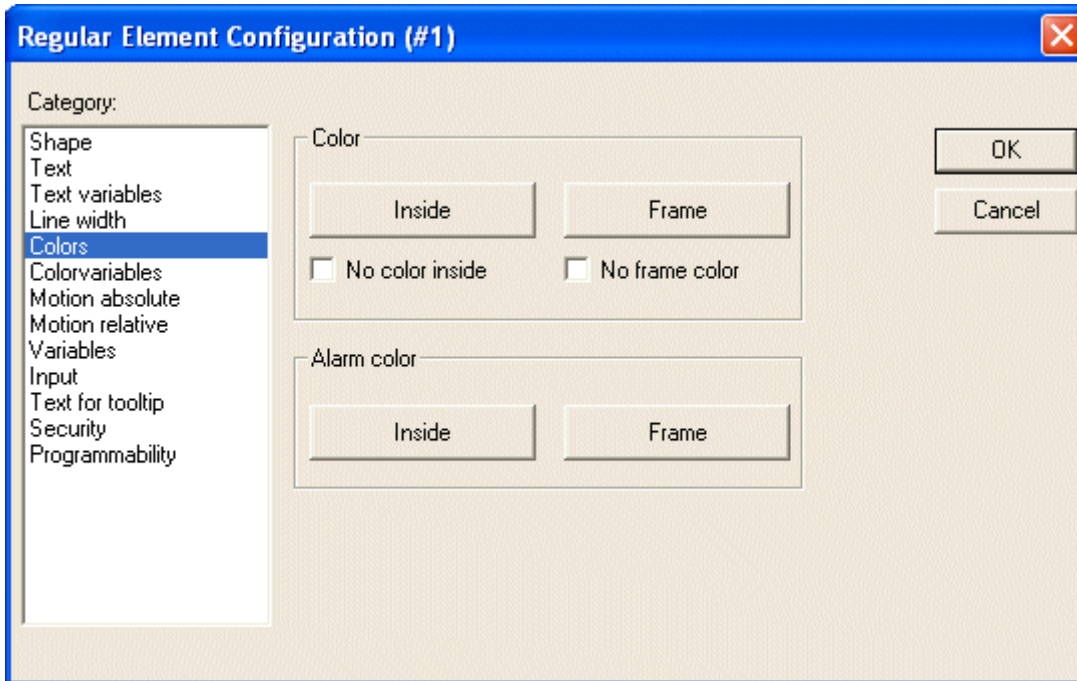 Regular Element Configuration (#1)
Category:
Shape
Text
Text variables
Line width
Colors
Colorvariables
Motion absolute
Motion relative
Variables
Input
Text for tooltip
Security
Programmability
Color
Inside
Frame
No color inside
No frame color
Alarm color
Inside
Frame
OK
Cancel